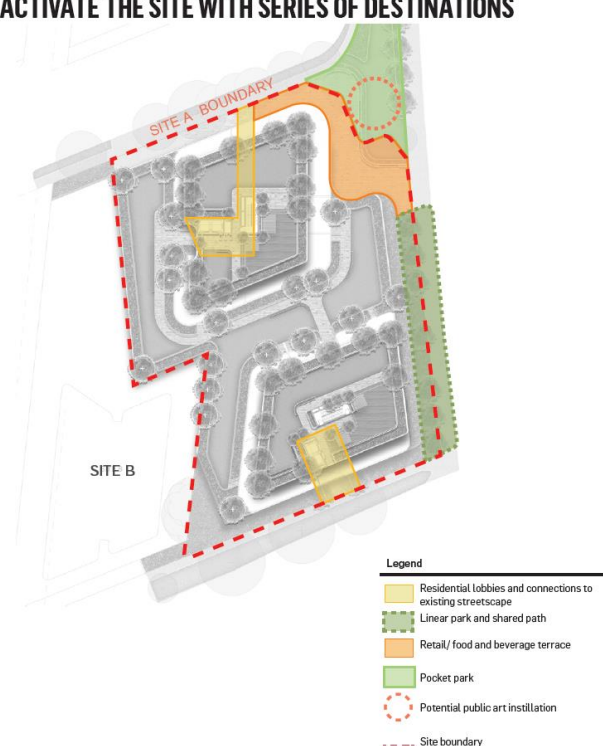 ACTIVATE THE SITE WITH SERIES OF DESTINATIONS
SITE A BOUNDARY
SITE B
Legend
Residential lobbies and connections to
existing streetscape
Linear park and shared path
Retail/ food and beverage terrace
Pocket park
Potential public art instillation
Site boundary